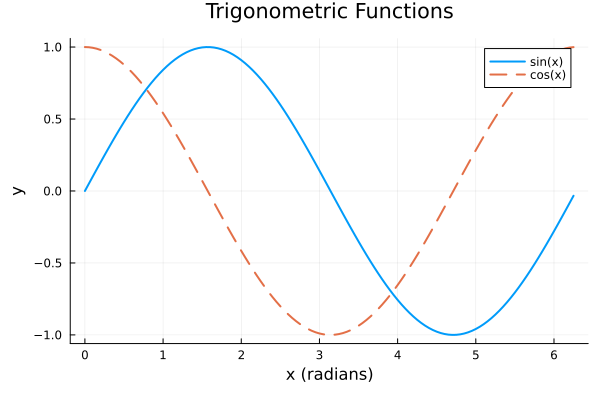 Trigonometric Functions
1.0
0.5
0.0
−0.5
−1.0
y
sin(x)
cos(x)
0 1 2 3 4 5 6
x (radians)